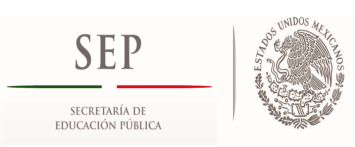 SEP
SECRETARÍA DE
EDUCACIÓN PÚBLICA
ESTADOS UNIDOS MEXICANOS